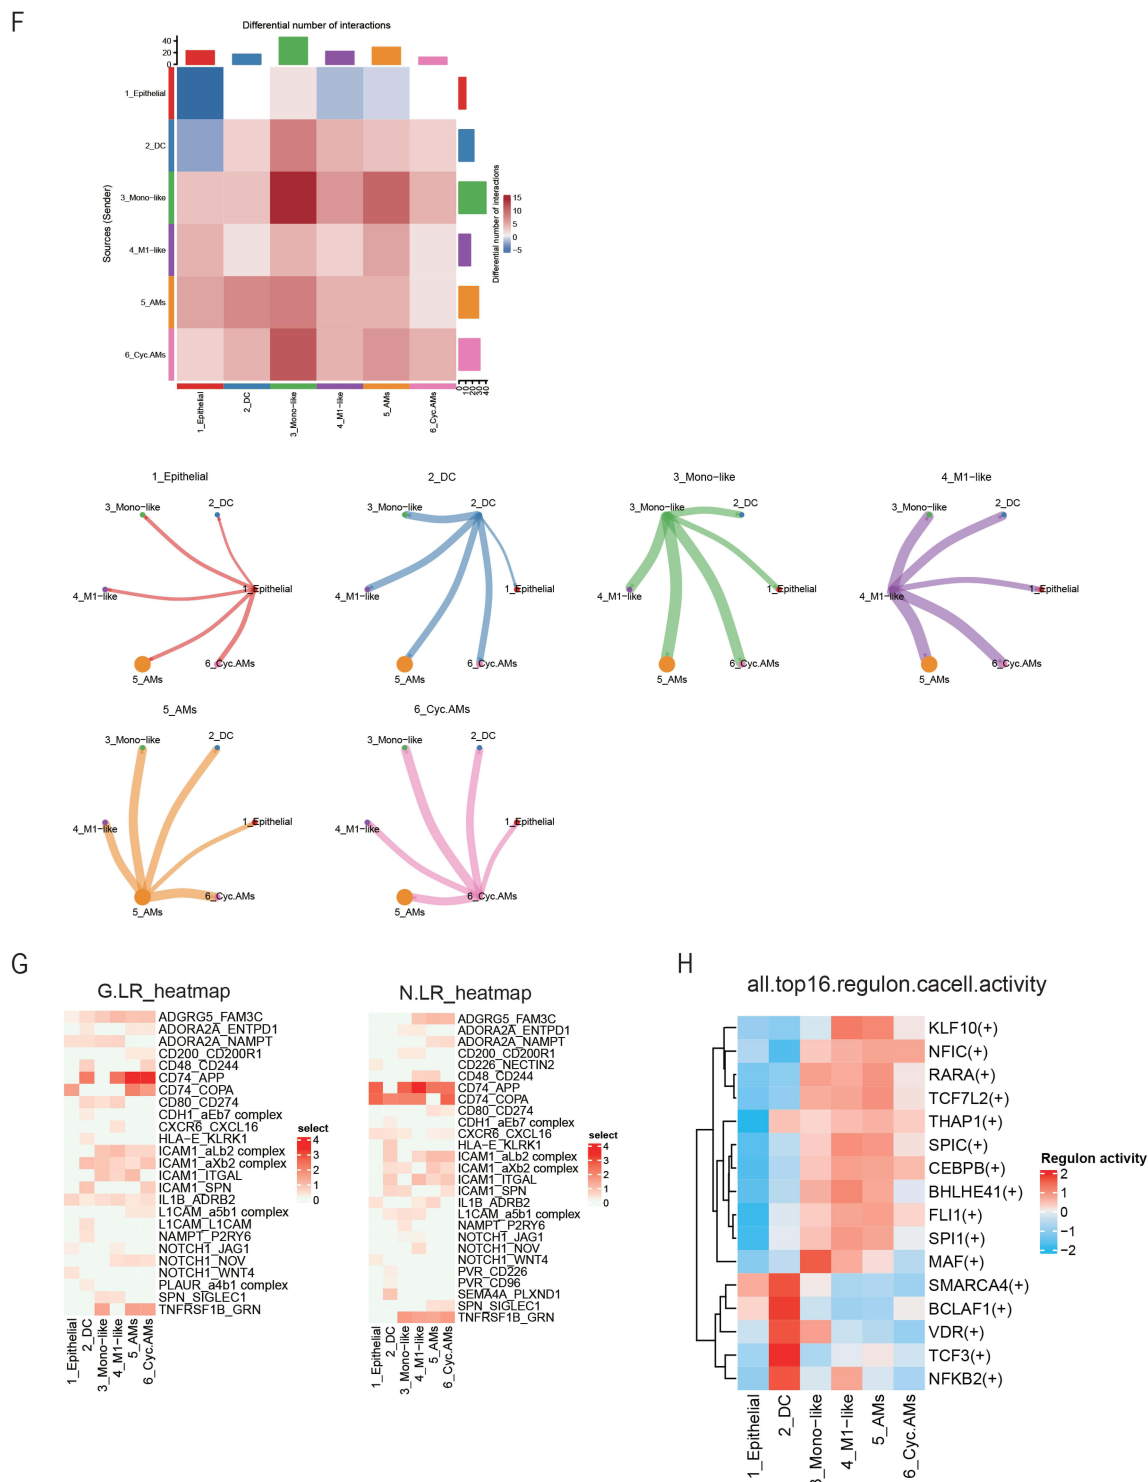 F
Differential number of interactions
40
20
0
1_Epithelial
2_DC
3_Mono-like
4_M1-like
5_AMs
6_Cyc.AMs
Sources (Sender)
Differential number of interactions
15
10
5
0
-5
0
10
20
30
40
1_Epithelial
2_DC
3_Mono-like
4_M1-like
5_AMs
6_Cyc.AMs
1_Epithelial
3_Mono-like
2_DC
4_M1-like
1_Epithelial
5_AMs
6_Cyc.AMs
2_DC
3_Mono-like
2_DC
4_M1-like
1_Epithelial
5_AMs
6_Cyc.AMs
3_Mono-like
3_Mono-like
2_DC
4_M1-like
1_Epithelial
5_AMs
6_Cyc.AMs
4_M1-like
3_Mono-like
2_DC
4_M1-like
1_Epithelial
5_AMs
6_Cyc.AMs
5_AMs
3_Mono-like
2_DC
4_M1-like
1_Epithelial
5_AMs
6_Cyc.AMs
6_Cyc.AMs
3_Mono-like
2_DC
4_M1-like
1_Epithelial
5_AMs
6_Cyc.AMs
G
G.LR_heatmap
ADGRG5_FAM3C
ADORA2A_ENTPD1
ADORA2A_NAMPT
CD200_CD200R1
CD48_CD244
CD74_APP
CD74_COPA
CD80_CD274
CDH1_aEb7 complex
CXCR6_CXCL16
HLA-E_KLRK1
ICAM1_aLb2 complex
ICAM1_aXb2 complex
ICAM1_ITGAL
ICAM1_SPN
IL1B_ADRB2
L1CAM_a5b1 complex
L1CAM_L1CAM
NAMPT_P2RY6
NOTCH1_JAG1
NOTCH1_NOV
NOTCH1_WNT4
PLAUR_a4b1 complex
SPN_SIGLEC1
TNFRSF1B_GRN
1_Epithelial
2_DC
3_Mono-like
4_M1-like
5_AMs
6_Cyc.AMs
select
4
3
2
1
0
N.LR_heatmap
ADGRG5_FAM3C
ADORA2A_ENTPD1
ADORA2A_NAMPT
CD200_CD200R1
CD226_NECTIN2
CD48_CD244
CD74_APP
CD74_COPA
CD80_CD274
CDH1_aEb7 complex
CXCR6_CXCL16
HLA-E_KLRK1
ICAM1_aLb2 complex
ICAM1_aXb2 complex
ICAM1_ITGAL
ICAM1_SPN
IL1B_ADRB2
L1CAM_a5b1 complex
NAMPT_P2RY6
NOTCH1_JAG1
NOTCH1_NOV
NOTCH1_WNT4
PVR_CD226
PVR_CD96
SEMA4A_PLXND1
SPN_SIGLEC1
TNFRSF1B_GRN
1_Epithelial
2_DC
3_Mono-like
4_M1-like
5_AMs
6_Cyc.AMs
select
4
3
2
1
0
H
all.top16.regulon.cacell.activity
KLF10(+)
NFIC(+)
RARA(+)
TCF7L2(+)
THAP1(+)
SPIC(+)
CEBPB(+)
BHLHE41(+)
FLI1(+)
SPI1(+)
MAF(+)
SMARCA4(+)
BCLAF1(+)
VDR(+)
TCF3(+)
NFKB2(+)
1_Epithelial
2_DC
3_Mono-like
4_M1-like
5_AMs
6_Cyc.AMs
Regulon activity
2
1
0
-1
-2